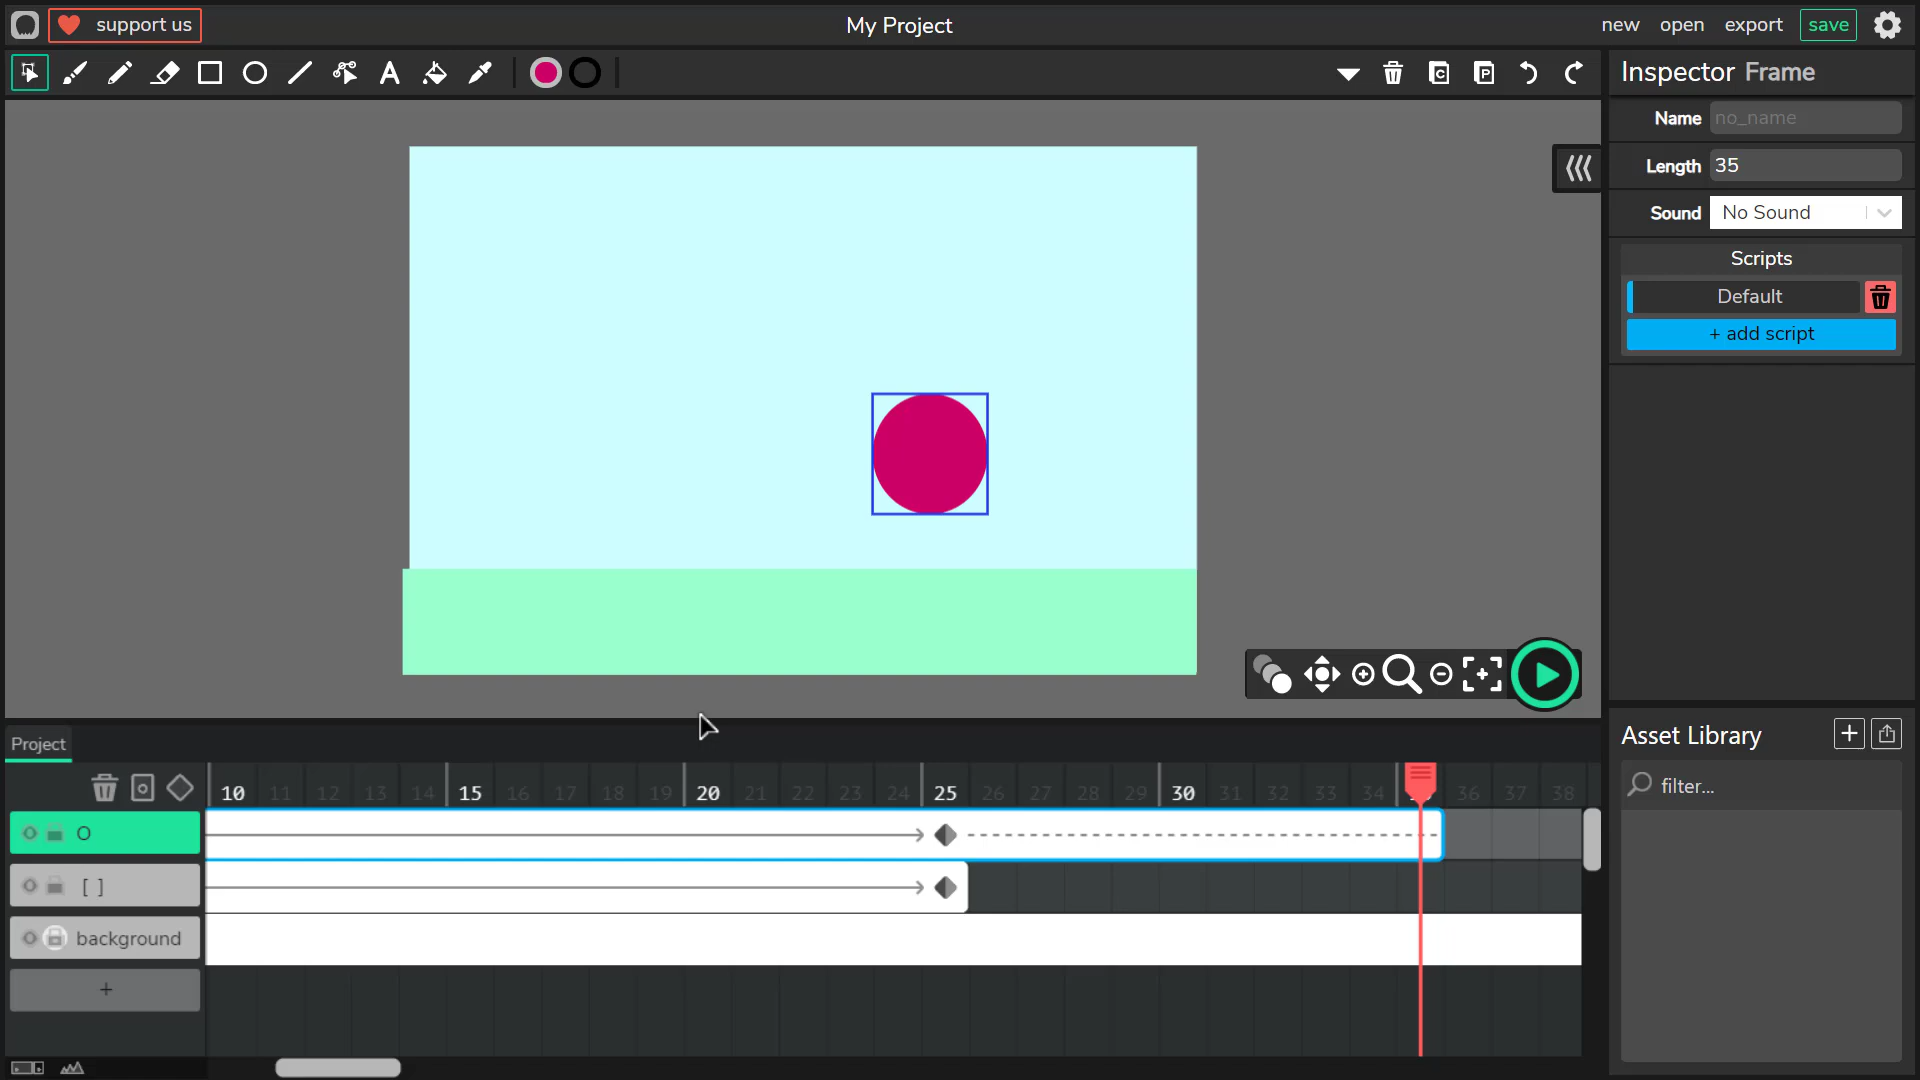 support us
My Project
new open export save
Inspector Frame
Name no_name
Length 35
Sound No Sound
Scripts
Default
+ add script
Project
10 11 12 13 14 15 16 17 18 19 20 21 22 23 24 25 26 27 28 29 30 31 32 33 34 36 37 38
O
[ ]
background
+
Asset Library
filter...